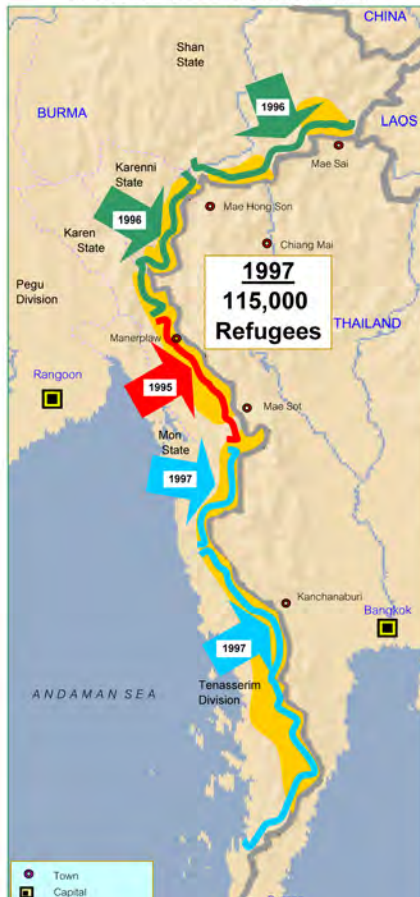 CHINA
Shan
State
1996
BURMA
LAOS
Mae Sai
Karenni
State
1996
Mae Hong Son
Karen
State
Chiang Mai
1997
115,000
Refugees
Pegu
Division
THAILAND
Manerplaw
Rangoon
1995
Mae Sot
Mon
State
1997
Kanchanaburi
Bangkok
1997
Tenasserim
Division
ANDAMAN SEA
Town
Capital